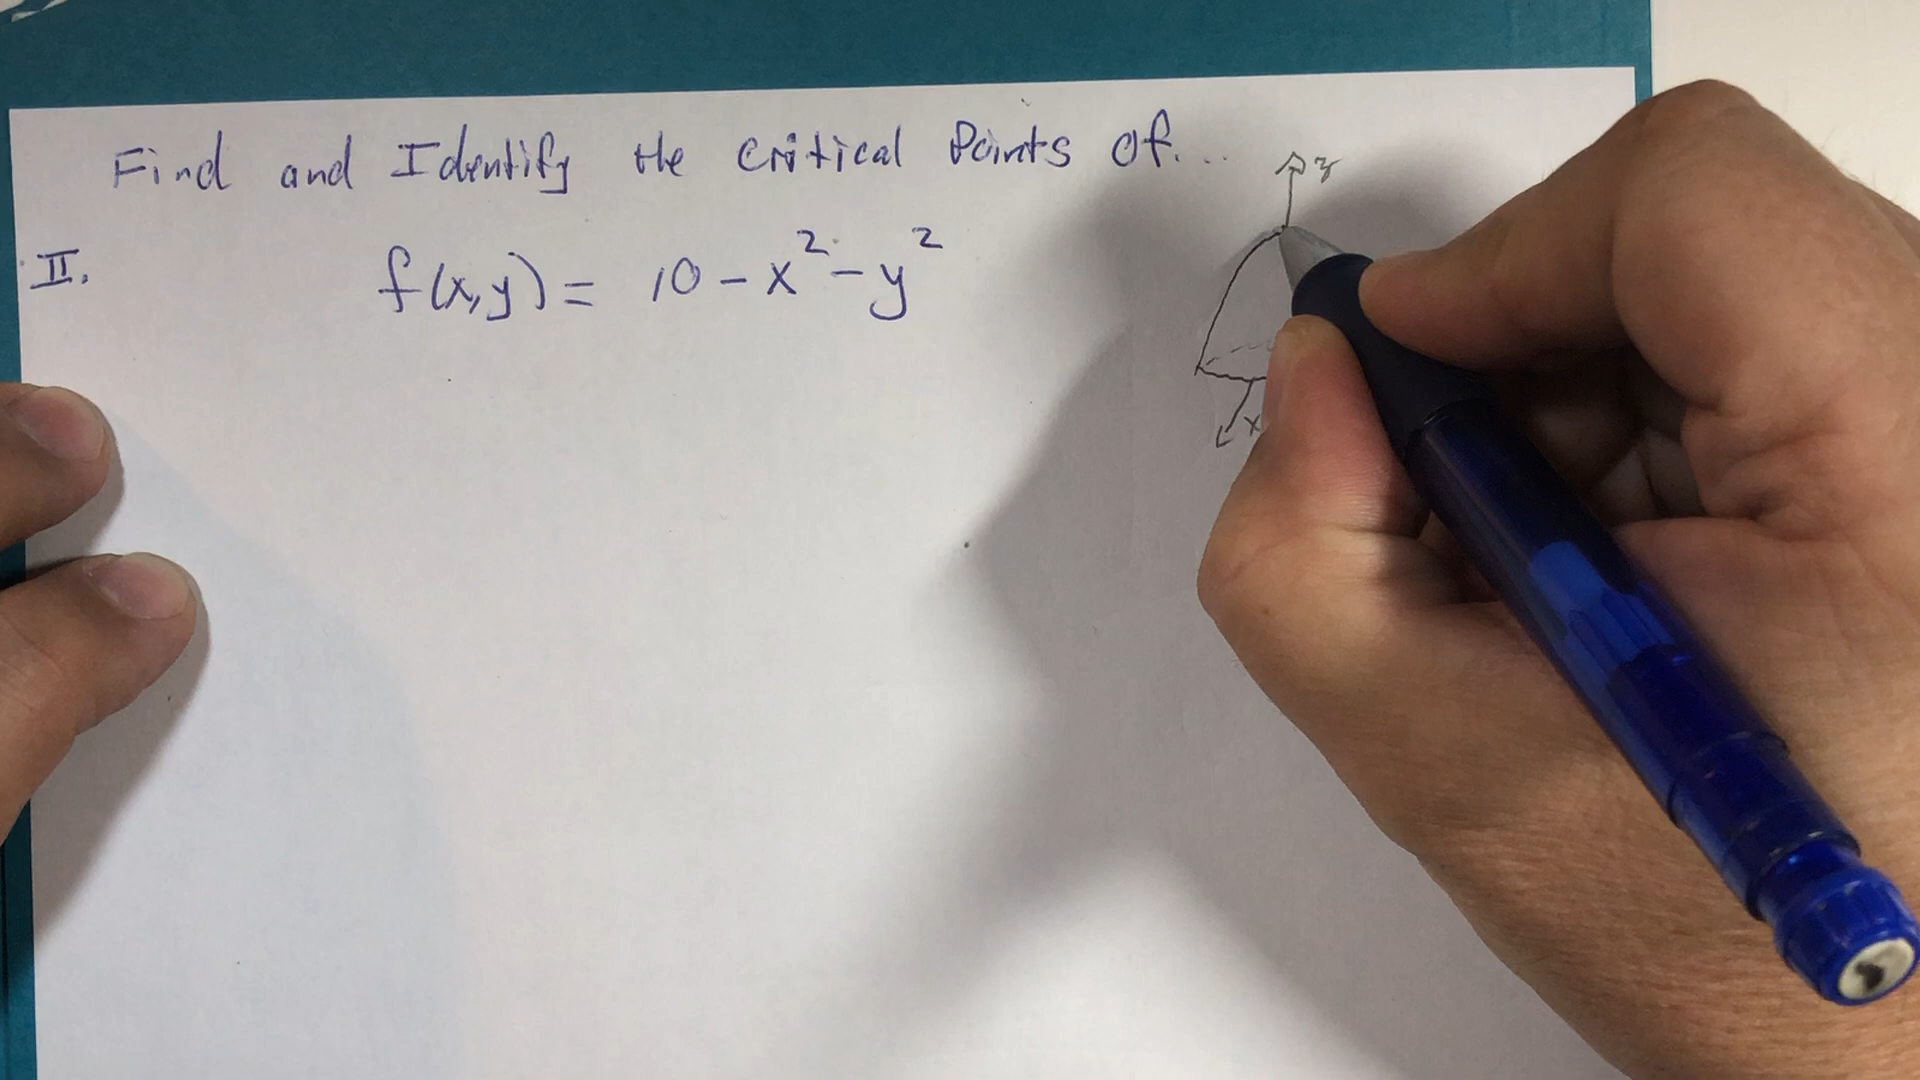 Find and Identify the Critical Points of...
II. f(x,y) = 10 - x² - y²
z
x